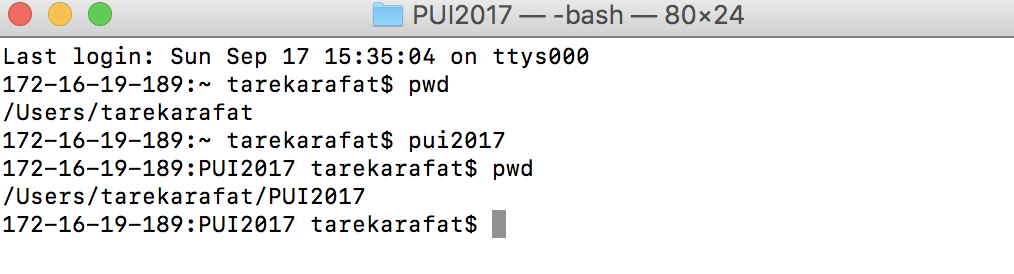 PUI2017 — -bash — 80×24
Last login: Sun Sep 17 15:35:04 on ttys000
172-16-19-189:~ tarekarafat$ pwd
/Users/tarekarafat
172-16-19-189:~ tarekarafat$ pui2017
172-16-19-189:PUI2017 tarekarafat$ pwd
/Users/tarekarafat/PUI2017
172-16-19-189:PUI2017 tarekarafat$